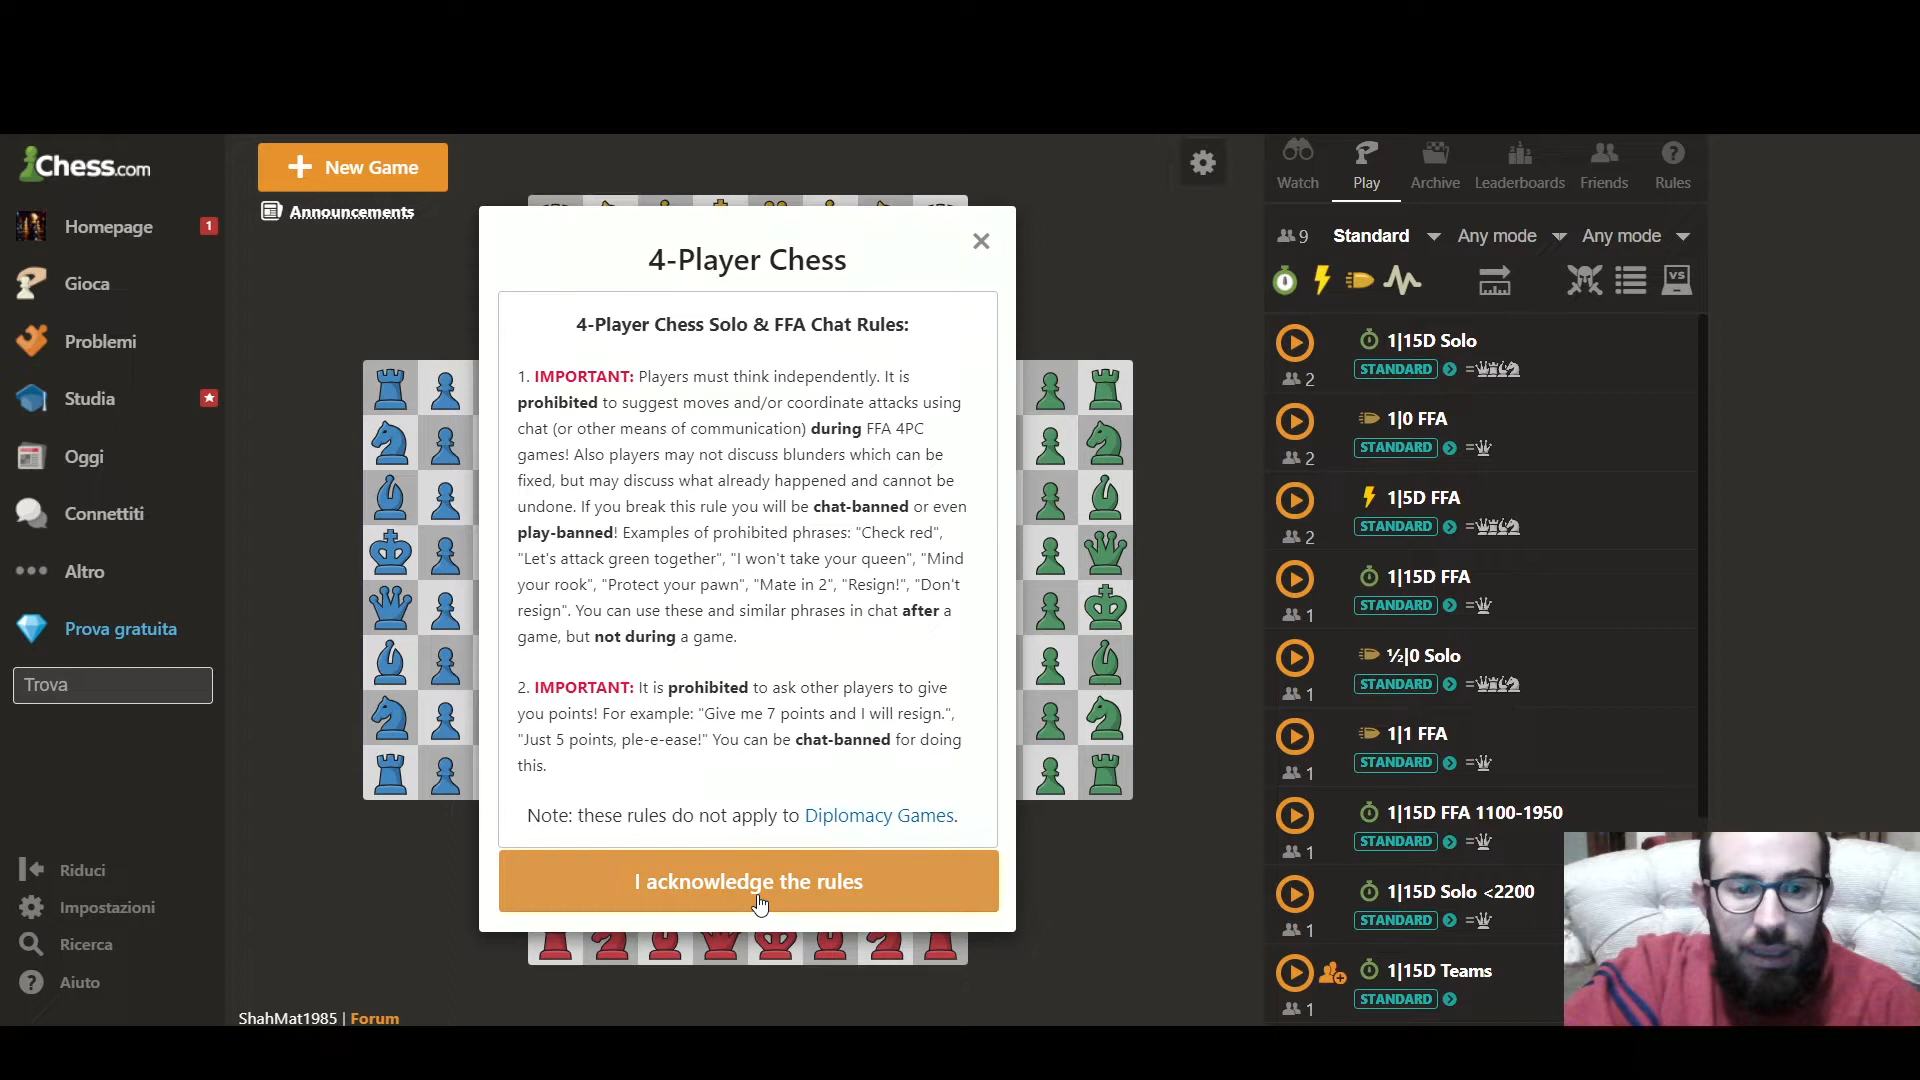 Chess.com
Homepage 1
Gioca
Problemi
Studia
Oggi
Connettiti
Altro
Prova gratuita
Trova
Riduci
Impostazioni
Ricerca
Aiuto
New Game
Announcements
4-Player Chess
4-Player Chess Solo & FFA Chat Rules:
1. IMPORTANT: Players must think independently. It is
prohibited to suggest moves and/or coordinate attacks using
chat (or other means of communication) during FFA 4PC
games! Also players may not discuss blunders which can be
fixed, but may discuss what already happened and cannot be
undone. If you break this rule you will be chat-banned or even
play-banned! Examples of prohibited phrases: "Check red",
"Let's attack green together", "I won't take your queen", "Mind
your rook", "Protect your pawn", "Mate in 2", "Resign!", "Don't
resign". You can use these and similar phrases in chat after a
game, but not during a game.
2. IMPORTANT: It is prohibited to ask other players to give
you points! For example: "Give me 7 points and I will resign.",
"Just 5 points, ple-e-ease!" You can be chat-banned for doing
this.
Note: these rules do not apply to Diplomacy Games.
I acknowledge the rules
ShahMat1985 | Forum
Watch Play Archive Leaderboards Friends Rules
9 Standard Any mode Any mode
VS
1|15D Solo
STANDARD =
2
1|0 FFA
STANDARD =
2
1|5D FFA
STANDARD =
2
1|15D FFA
STANDARD =
1
½|0 Solo
STANDARD =
1
1|1 FFA
STANDARD =
1
1|15D FFA 1100-1950
STANDARD =
1
1|15D Solo <2200
STANDARD =
1
1|15D Teams
STANDARD
1